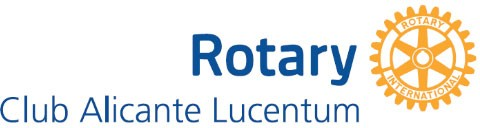 Rotary
Club Alicante Lucentum
ROTARY
INTERNATIONAL